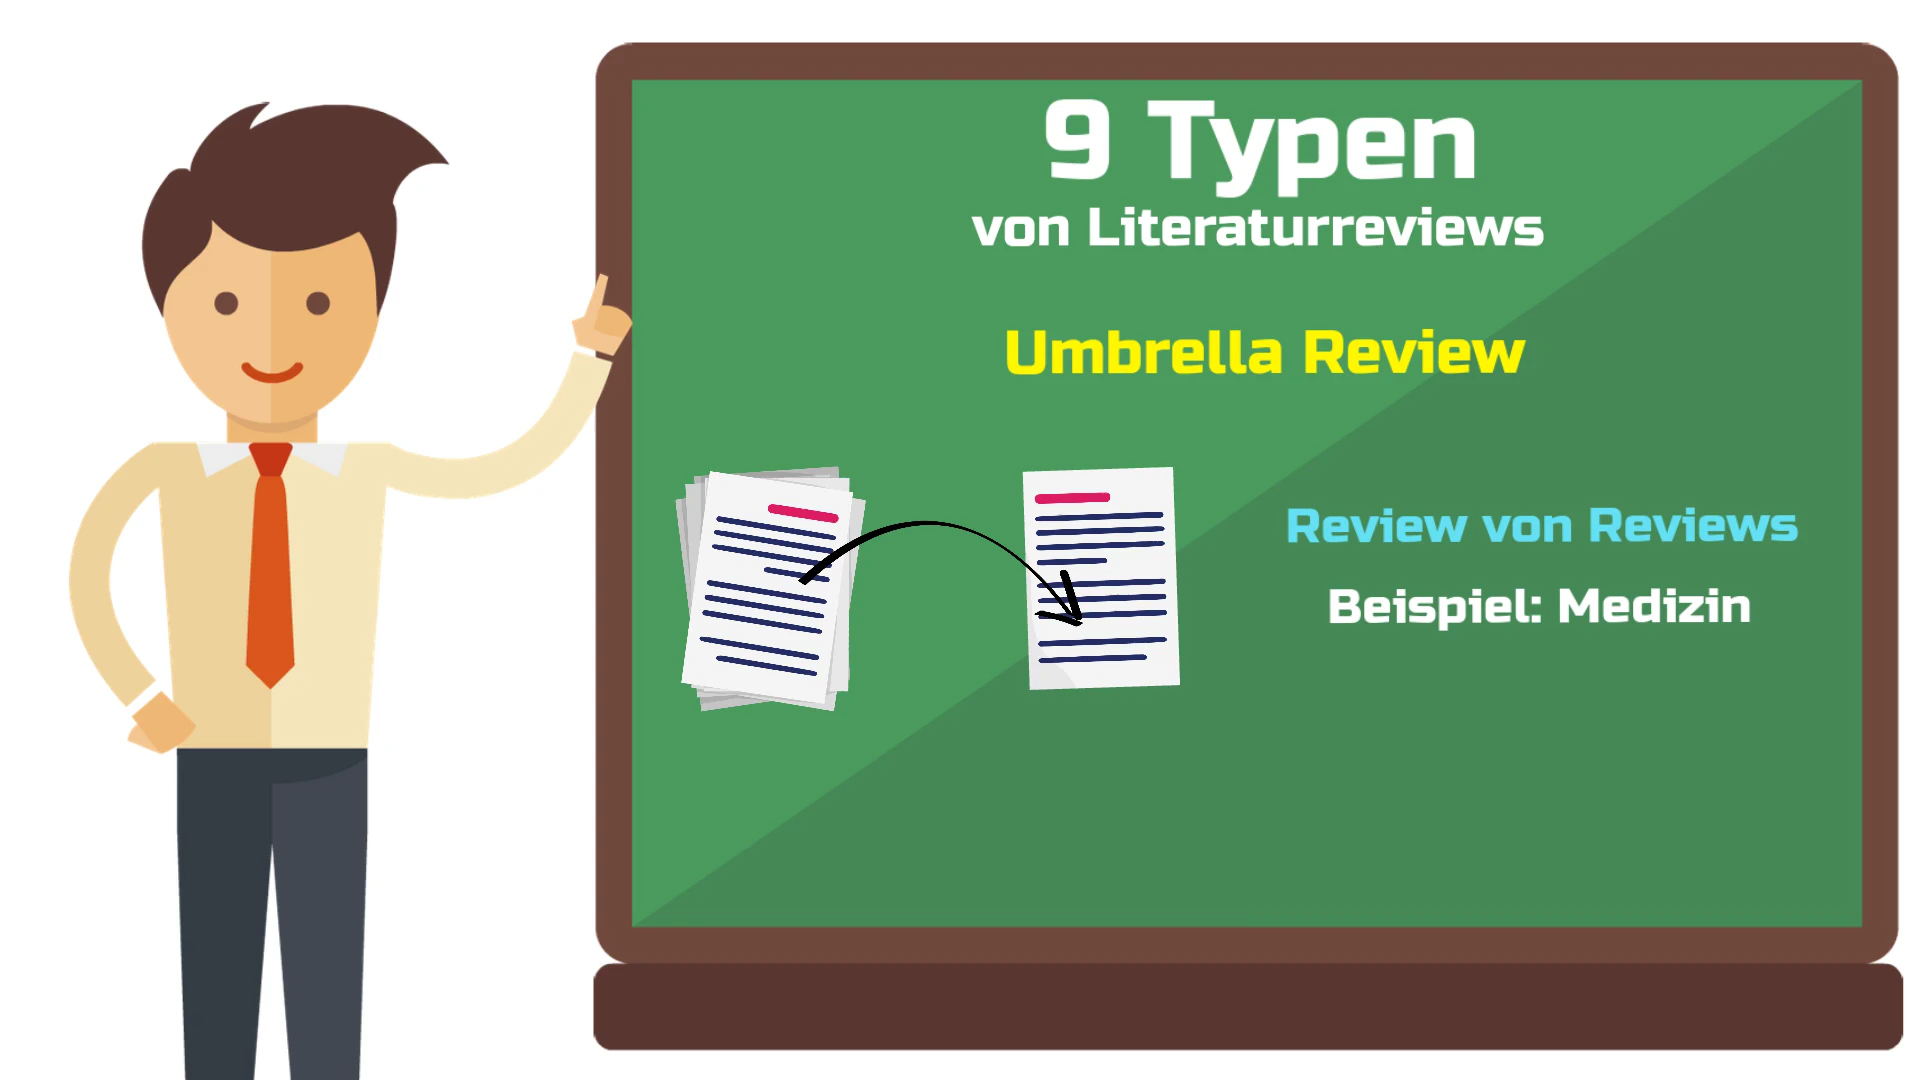 9 Typen
von Literaturreviews
Umbrella Review
Review von Reviews
Beispiel: Medizin